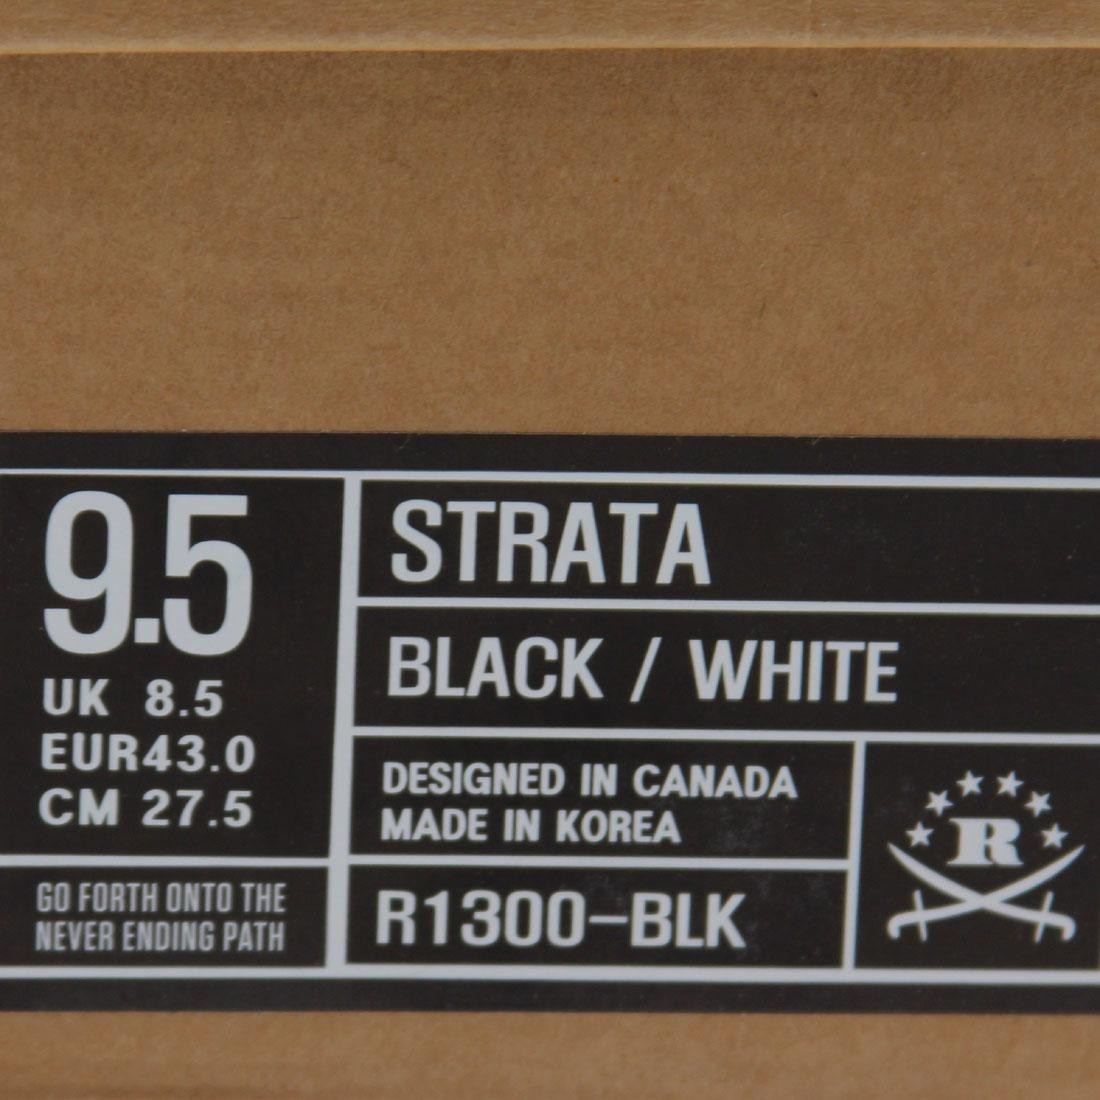 9.5
UK 8.5
EUR43.0
CM 27.5
GO FORTH ONTO THE
NEVER ENDING PATH
STRATA
BLACK / WHITE
DESIGNED IN CANADA
MADE IN KOREA
R1300-BLK
R